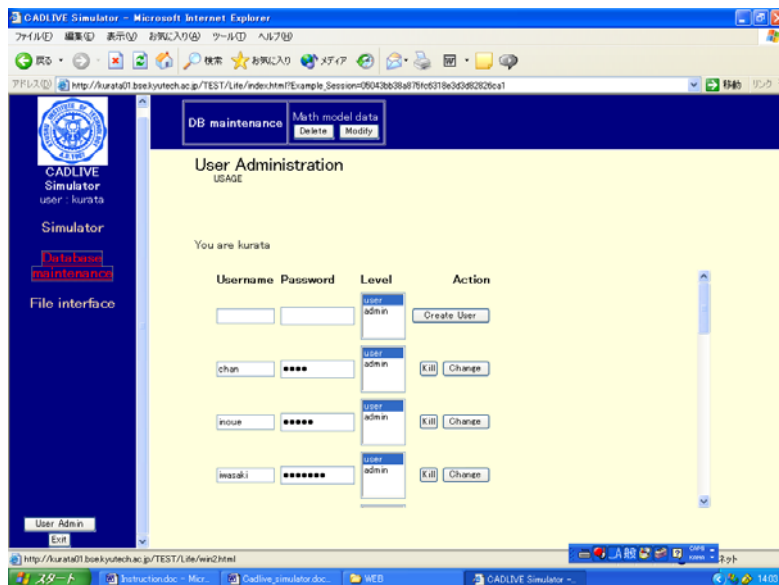 CADLIVE Simulator - Microsoft Internet Explorer
ファイル(F) 編集(E) 表示(V) お気に入り(A) ツール(T) ヘルプ(H)
戻る 検索 お気に入り メディア
アドレス(D) http://kurata01.bse.kyutech.ac.jp/TEST/Life/index.html?Example_Session=05043bb38a876fc6318e3d3d82826ca1 移動 リンク
DB maintenance Math model data
Delete Modify
CADLIVE
Simulator
user : kurata
Simulator
Database
maintenance
File interface
User Admin
Exit
User Administration
USAGE
You are kurata
Username Password Level Action
user
admin
Create User
chan ●●●● user
admin
Kill Change
inoue ●●●●● user
admin
Kill Change
iwasaki ●●●●●●● user
admin
Kill Change
http://kurata01.bse.kyutech.ac.jp/TEST/Life/win2.html
スタート Instruction.doc - Micr... Cadlive_simulator.doc... WEB CADLIVE Simulator -... 14:03